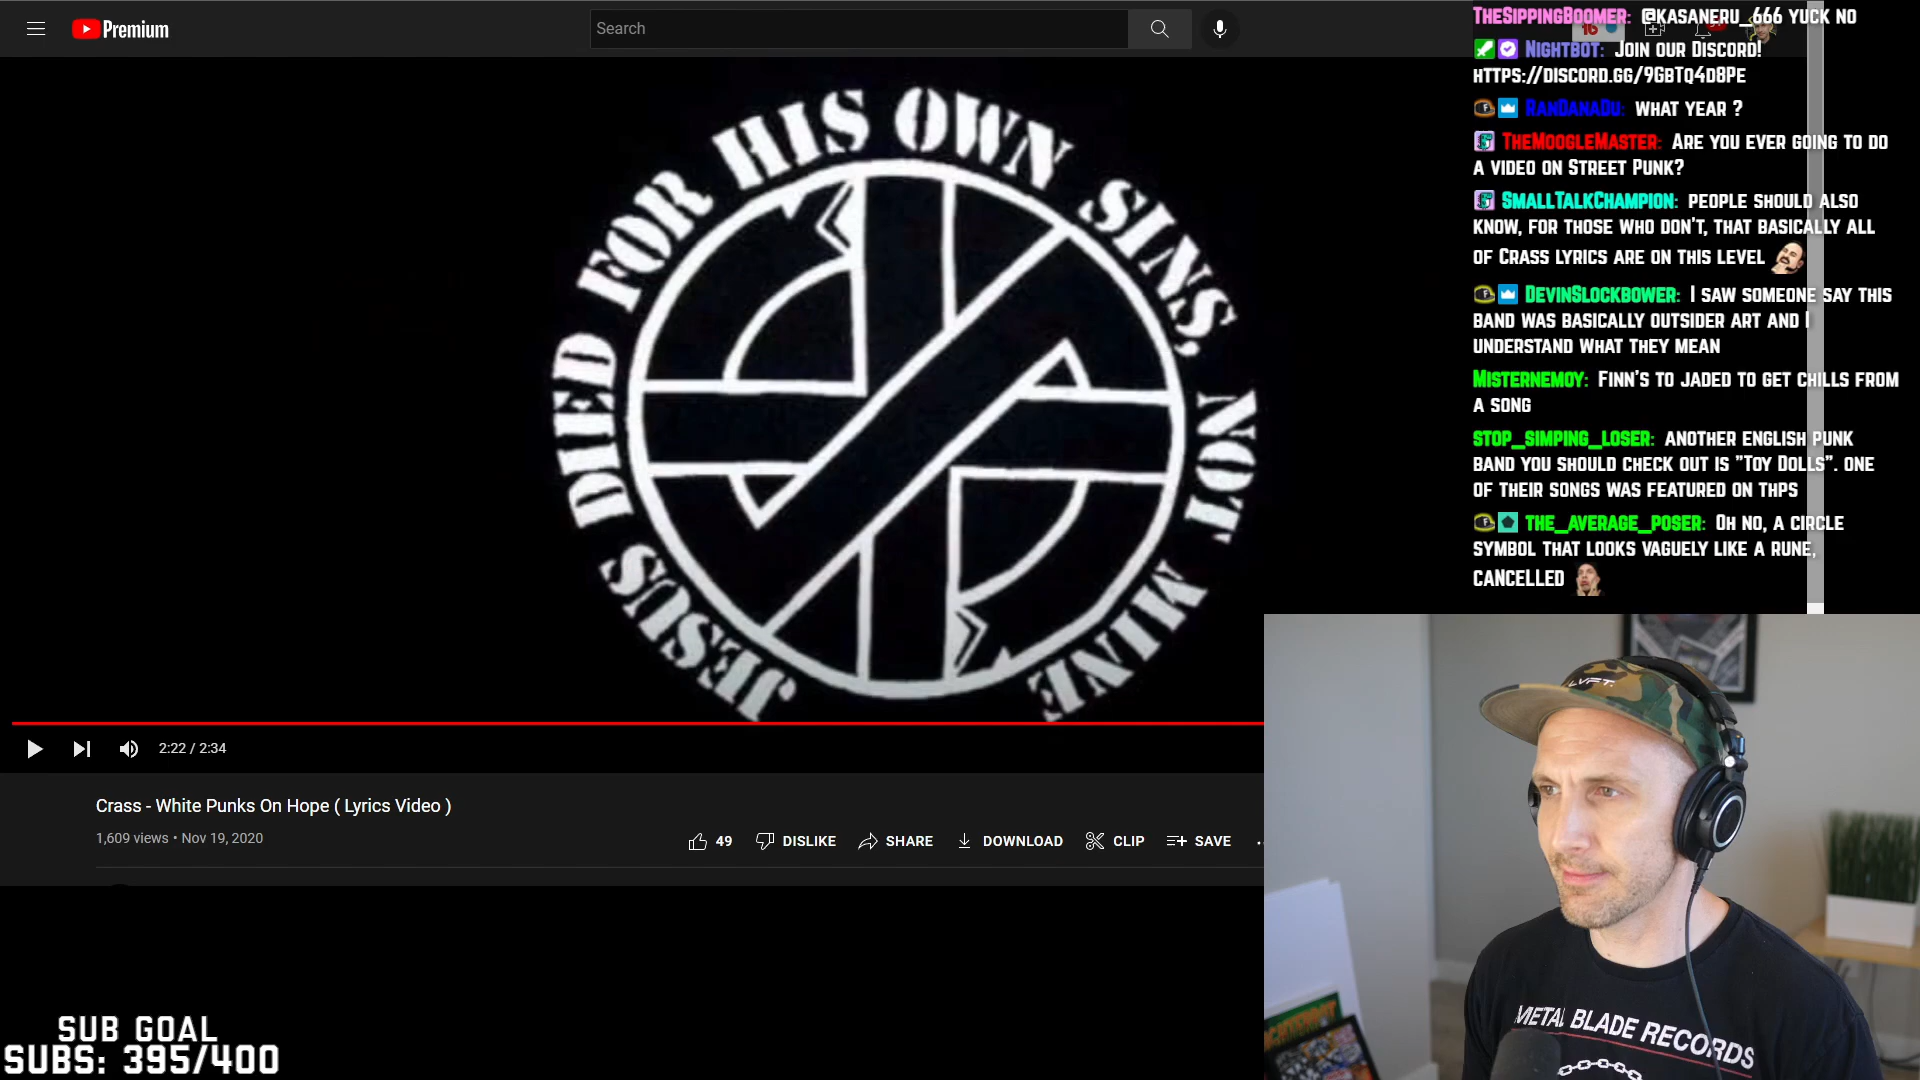 Premium
Search
JESUS DIED FOR HIS OWN SINS, NOT MINE
2:22 / 2:34
Crass - White Punks On Hope ( Lyrics Video )
1,609 views • Nov 19, 2020
49
DISLIKE
SHARE
DOWNLOAD
CLIP
SAVE
SUB GOAL
SUBS: 395/400
TheSippingBoomer: @kasaneru_666 yuck no
Nightbot: Join our Discord!
https://discord.gg/9GbTq4d8Pe
RanDanaDu: what year ?
TheMoogleMaster: Are you ever going to do
a video on Street Punk?
SmallTalkChampion: people should also
know, for those who don't, that basically all
of Crass lyrics are on this level
DevinSlockbower: I saw someone say this
band was basically outsider art and I
understand what they mean
Misternemoy: Finn's to jaded to get chills from
a song
stop_simping_loser: another english punk
band you should check out is "Toy Dolls". one
of their songs was featured on thps
the_average_poser: Oh no, a circle
symbol that looks vaguely like a rune,
cancelled
LVFT.
METAL BLADE RECORDS